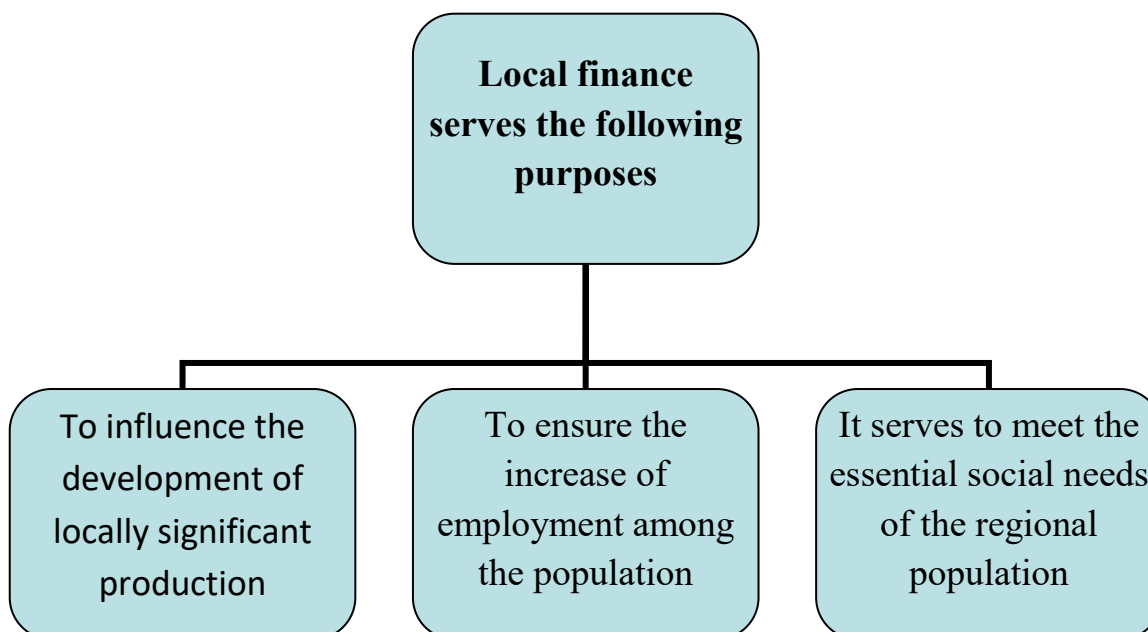 Local finance
serves the following
purposes
To influence the
development of
locally significant
production
To ensure the
increase of
employment among
the population
It serves to meet the
essential social needs
of the regional
population